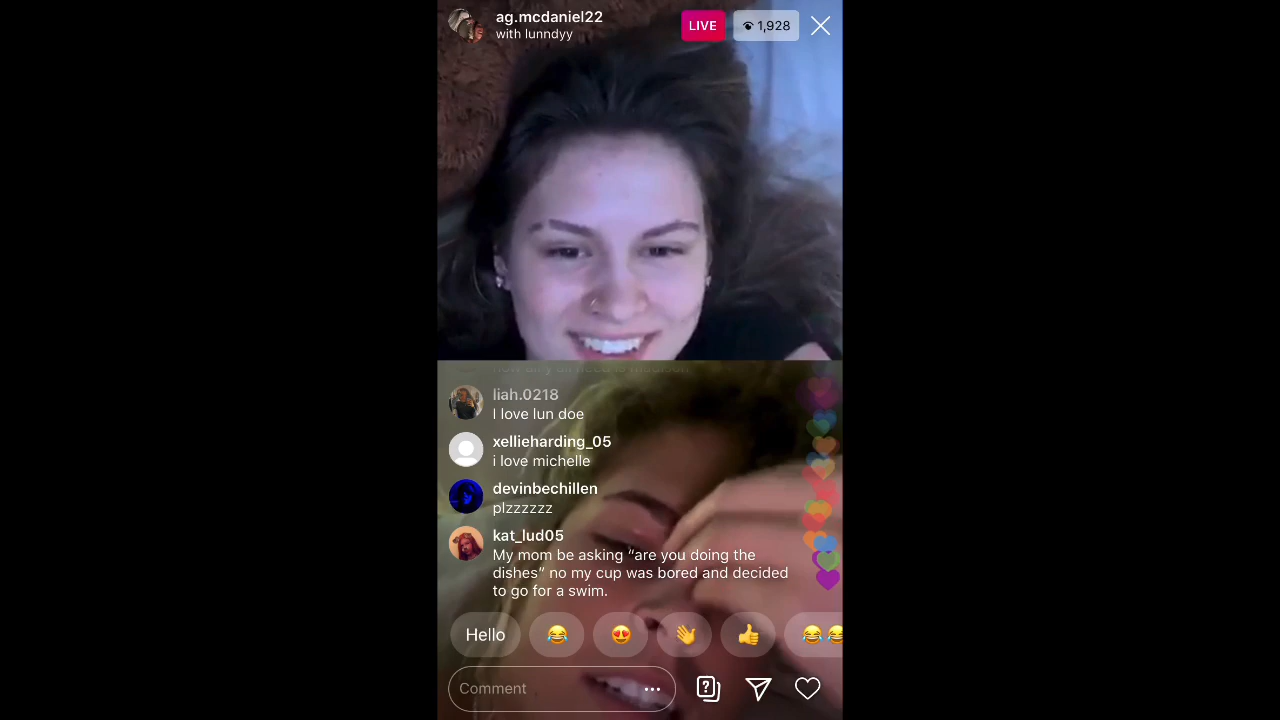 ag.mcdaniel22
with lunndyy
LIVE
1,928
liah.0218
I love lun doe
xellieharding_05
i love michelle
devinbechillen
plzzzzzz
kat_lud05
My mom be asking “are you doing the
dishes” no my cup was bored and decided
to go for a swim.
Hello
Comment